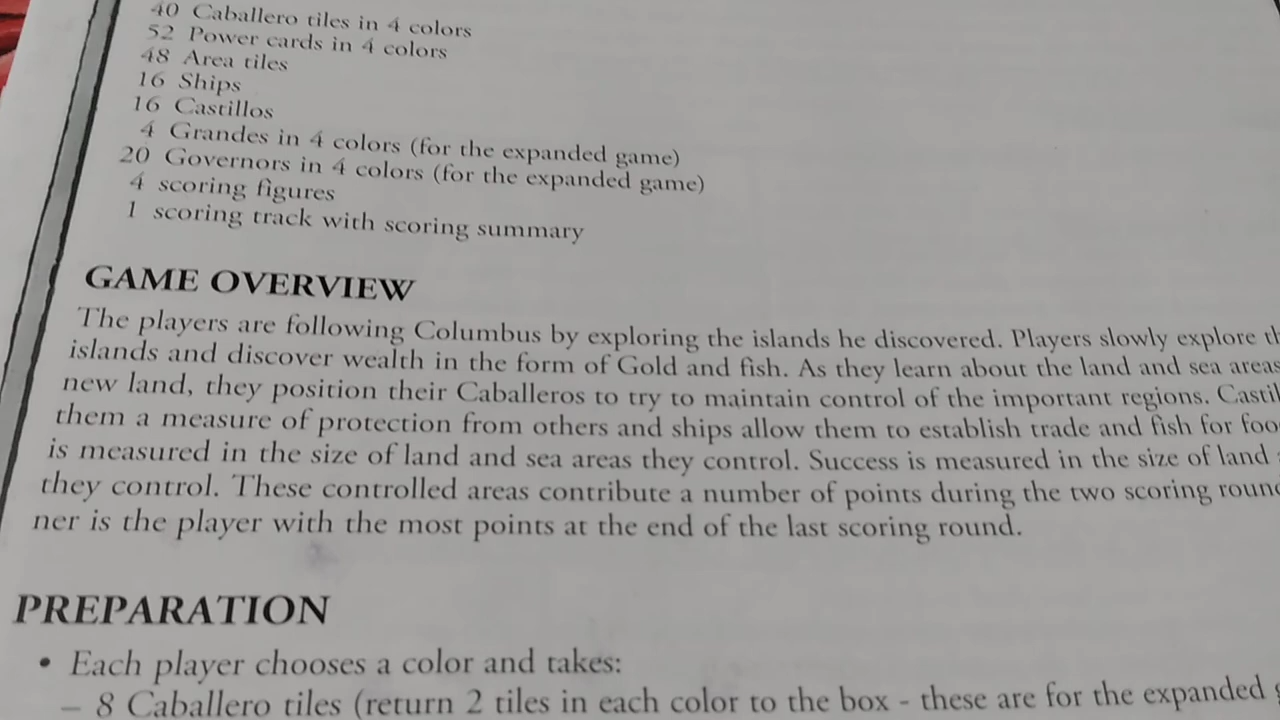 40 Caballero tiles in 4 colors
52 Power cards in 4 colors
48 Area tiles
16 Ships
16 Castillos
4 Grandes in 4 colors (for the expanded game)
20 Governors in 4 colors (for the expanded game)
4 scoring figures
1 scoring track with scoring summary
GAME OVERVIEW
The players are following Columbus by exploring the islands he discovered. Players slowly explore th
islands and discover wealth in the form of Gold and fish. As they learn about the land and sea areas
new land, they position their Caballeros to try to maintain control of the important regions. Castil
them a measure of protection from others and ships allow them to establish trade and fish for foo
is measured in the size of land and sea areas they control. Success is measured in the size of land
they control. These controlled areas contribute a number of points during the two scoring roun
ner is the player with the most points at the end of the last scoring round.
PREPARATION
• Each player chooses a color and takes:
– 8 Caballero tiles (return 2 tiles in each color to the box - these are for the expanded